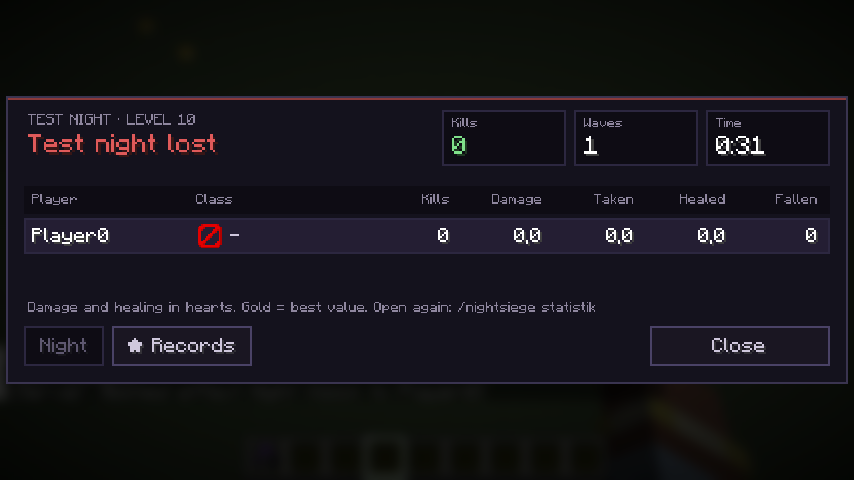 TEST NIGHT · LEVEL 10
Test night lost
Kills
0
Waves
1
Time
0:31
Player Class Kills Damage Taken Healed Fallen
Player0 – 0 0,0 0,0 0,0 0
Damage and healing in hearts. Gold = best value. Open again: /nightsiege statistik
Night
Records
Close